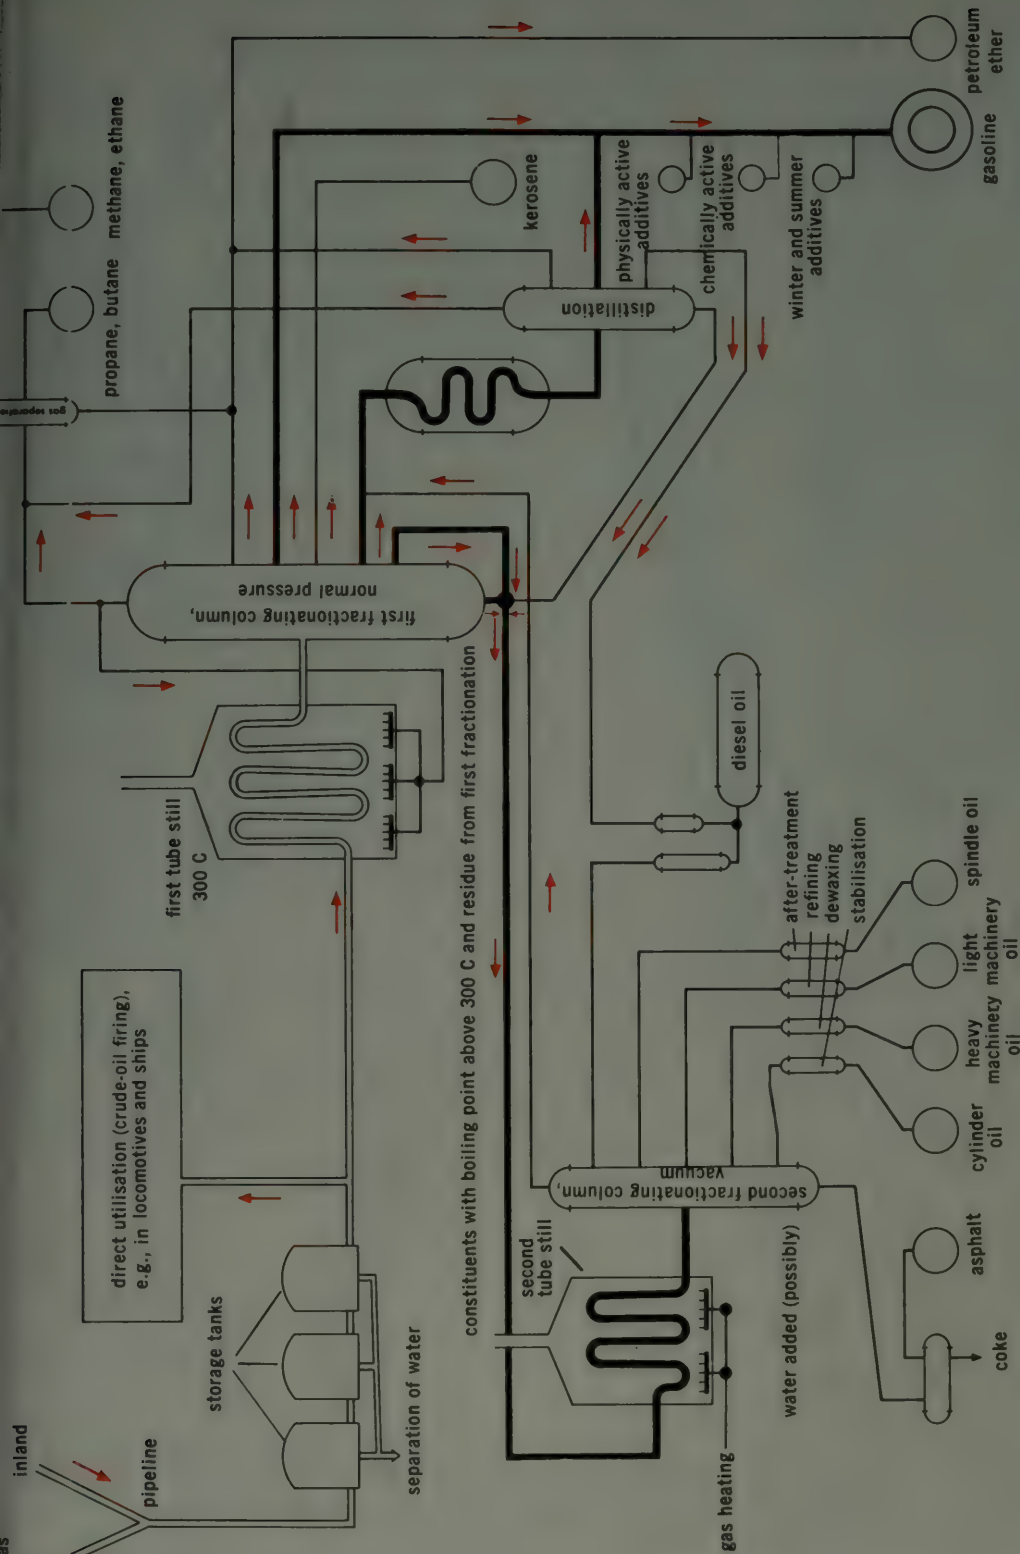 as
inland
pipeline
storage tanks
separation of water
direct utilisation (crude-oil firing),
e.g., in locomotives and ships
first tube still
300 C
first fractionating column,
normal pressure
propane, butane
methane, ethane
kerosene
distillation
physically active
additives
chemically active
additives
winter and summer
additives
petroleum
ether
gasoline
constituents with boiling point above 300 C and residue from first fractionation
second
tube still
gas heating
water added (possibly)
second fractionating column,
vacuum
diesel oil
after-treatment
refining
dewaxing
stabilisation
spindle oil
light machinery
oil
heavy
machinery
oil
cylinder
oil
asphalt
coke